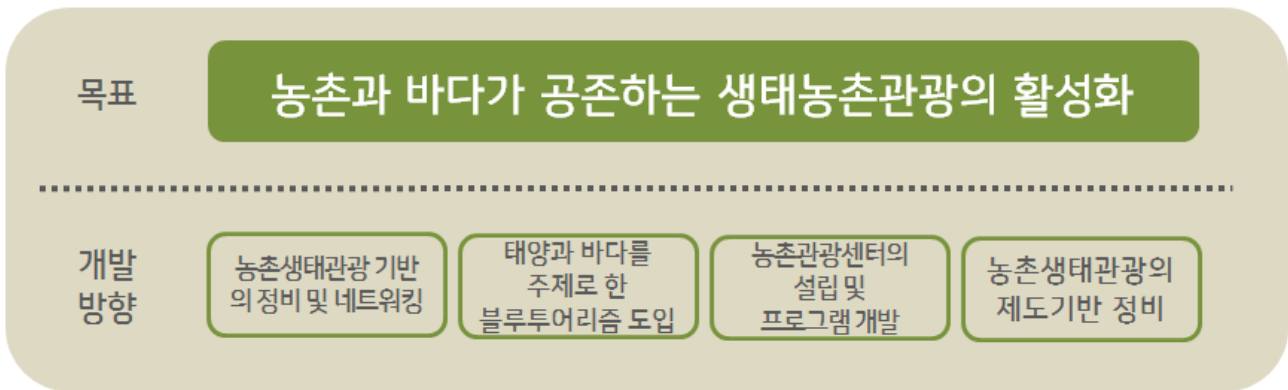 목표
농촌과 바다가 공존하는 생태농촌관광의 활성화
개발
방향
농촌생태관광 기반
의 정비 및 네트워킹
태양과 바다를
주제로 한
블루투어리즘 도입
농촌관광센터의
설립 및
프로그램 개발
농촌생태관광의
제도기반 정비